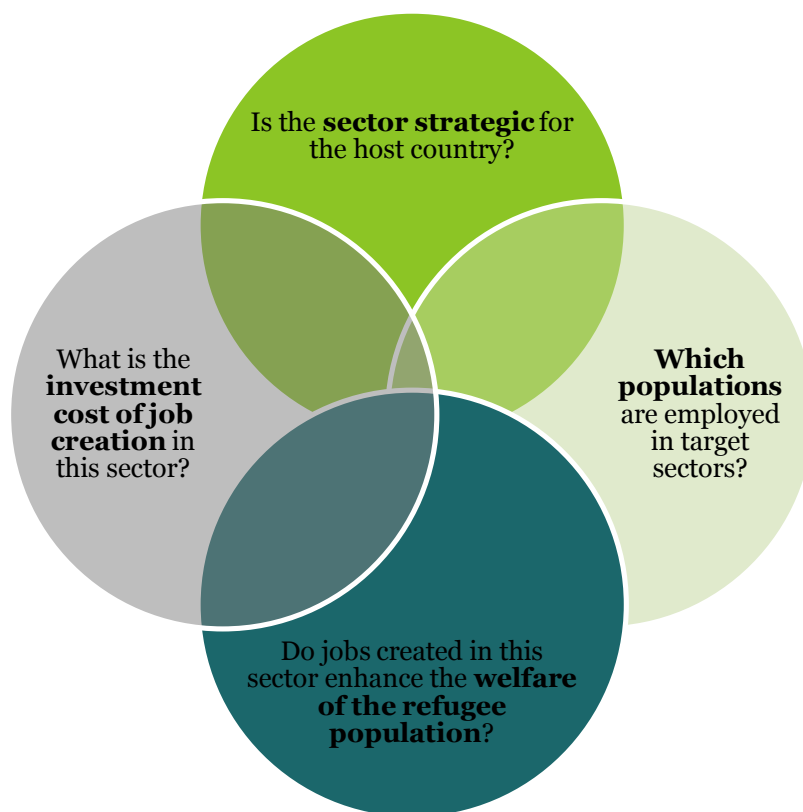 Is the sector strategic for
the host country?
What is the
investment
cost of job
creation in
this sector?
Which
populations
are employed
in target
sectors?
Do jobs created in this
sector enhance the welfare
of the refugee
population?